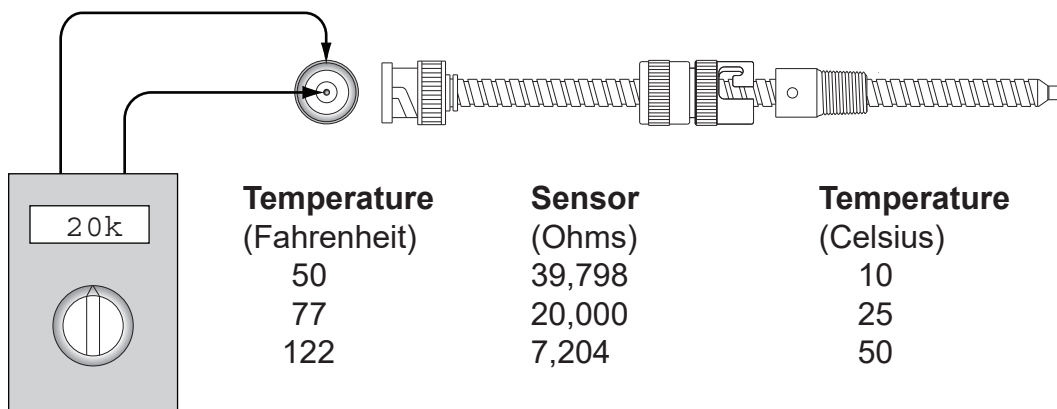 20k
Temperature Sensor Temperature
(Fahrenheit) (Ohms) (Celsius)
50 39,798 10
77 20,000 25
122 7,204 50